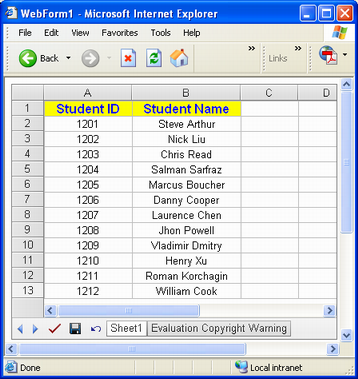 WebForm1 - Microsoft Internet Explorer
File Edit View Favorites Tools Help »
Back » Links »
A B C D
1 Student ID Student Name
2 1201 Steve Arthur
3 1202 Nick Liu
4 1203 Chris Read
5 1204 Salman Sarfraz
6 1205 Marcus Boucher
7 1206 Danny Cooper
8 1207 Laurence Chen
9 1208 Jhon Powell
10 1209 Vladimir Dmitry
11 1210 Henry Xu
12 1211 Roman Korchagin
13 1212 William Cook
Sheet1 Evaluation Copyright Warning
Done Local intranet